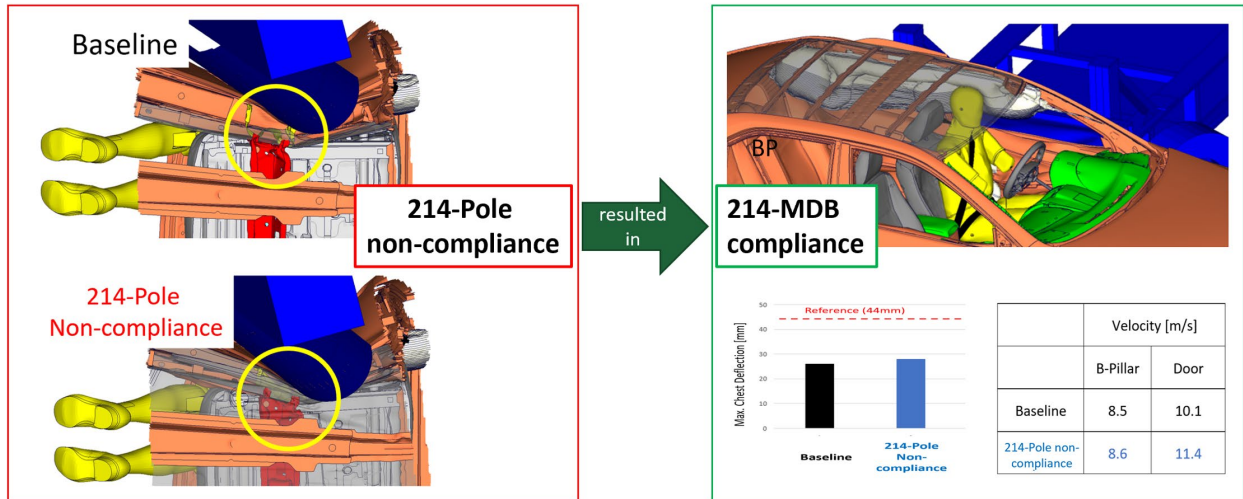 Baseline
214-Pole
Non-compliance
214-Pole
non-compliance
resulted
in
214-MDB
compliance
BP
Max. Chest Deflection [mm]
50
40
30
20
10
0
Reference (44mm)
Baseline
214-Pole
Non-
compliance
Velocity [m/s]
B-Pillar Door
Baseline 8.5 10.1
214-Pole non-
compliance 8.6 11.4